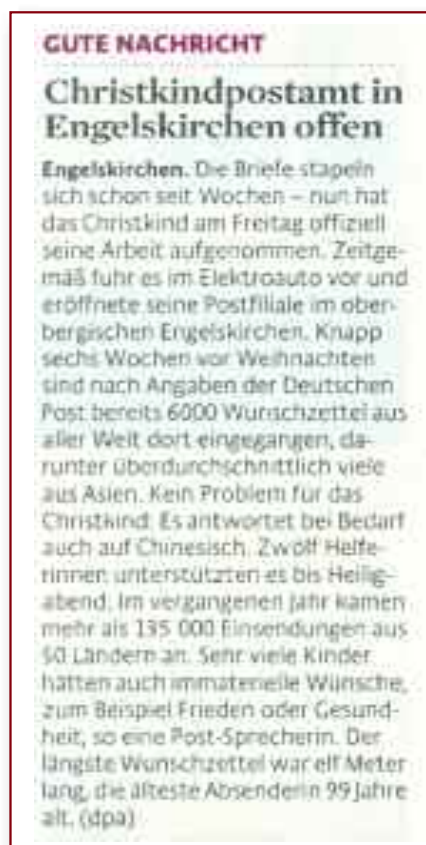 GUTE NACHRICHT
Christkindpostamt in
Engelskirchen offen
Engelskirchen. Die Briefe stapeln
sich schon seit Wochen – nun hat
das Christkind am Freitag offiziell
seine Arbeit aufgenommen. Zeitge-
mäß fuhr es im Elektroauto vor und
eröffnete seine Postfiliale im ober-
bergischen Engelskirchen. Knapp
sechs Wochen vor Weihnachten
sind nach Angaben der Deutschen
Post bereits 6000 Wunschzettel aus
aller Welt dort eingegangen, da-
runter überdurchschnittlich viele
aus Asien. Kein Problem für das
Christkind: Es antwortet bei Bedarf
auch auf Chinesisch. Zwölf Helfe-
rinnen unterstützten es bis Heilig-
abend. Im vergangenen Jahr kamen
mehr als 135 000 Einsendungen aus
50 Ländern an. Sehr viele Kinder
hätten auch immaterielle Wünsche,
zum Beispiel Frieden oder Gesund-
heit, so eine Post-Sprecherin. Der
längste Wunschzettel war elf Meter
lang, die älteste Absenderin 99 Jahre
alt. (dpa)